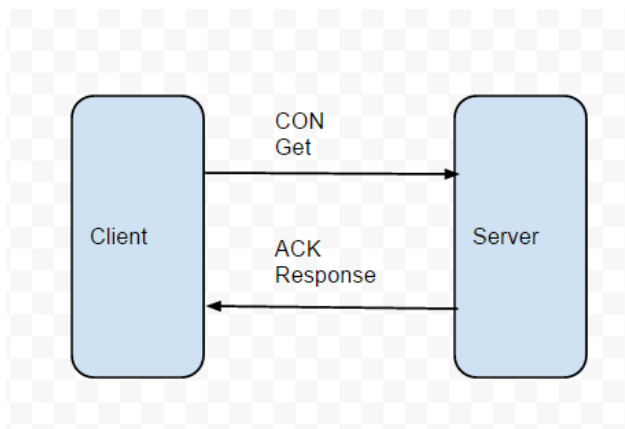 CON
Get
Client
Server
ACK
Response